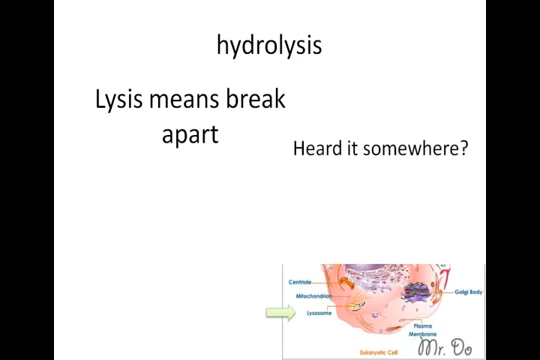 hydrolysis
Lysis means break
apart
Heard it somewhere?
Centriole
Mitochondrion
Lysosome
Golgi Body
Plasma
Membrane
Eukaryotic Cell
Mr. Do